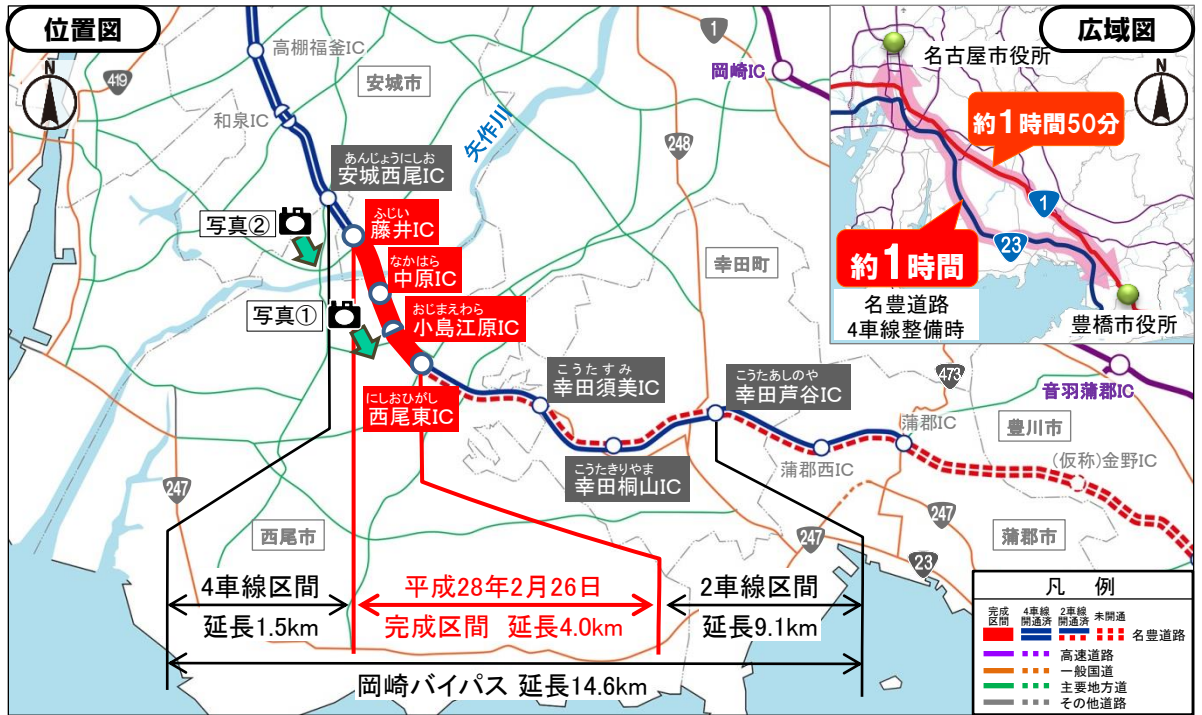 位置図
N
419
高棚福釜IC
安城市
和泉IC
あんじょうにしお
安城西尾IC
矢作川
1
岡崎IC
248
写真②
ふじい
藤井IC
なかはら
中原IC
おじまえわら
小島江原IC
写真①
にしおひがし
西尾東IC
幸田町
こうたすみ
幸田須美IC
こうたきりやま
幸田桐山IC
こうたあしのや
幸田芦谷IC
蒲郡西IC
蒲郡IC
473
音羽蒲郡IC
豊川市
(仮称)金野IC
蒲郡市
247
西尾市
247
247
23
広域図
N
名古屋市役所
約1時間50分
1
23
約1時間
名豊道路
4車線整備時
豊橋市役所
4車線区間
延長1.5km
平成28年2月26日
完成区間 延長4.0km
2車線区間
延長9.1km
岡崎バイパス 延長14.6km
凡 例
完成区間
4車線開通済
2車線開通済
未開通
名豊道路
高速道路
一般国道
主要地方道
その他道路